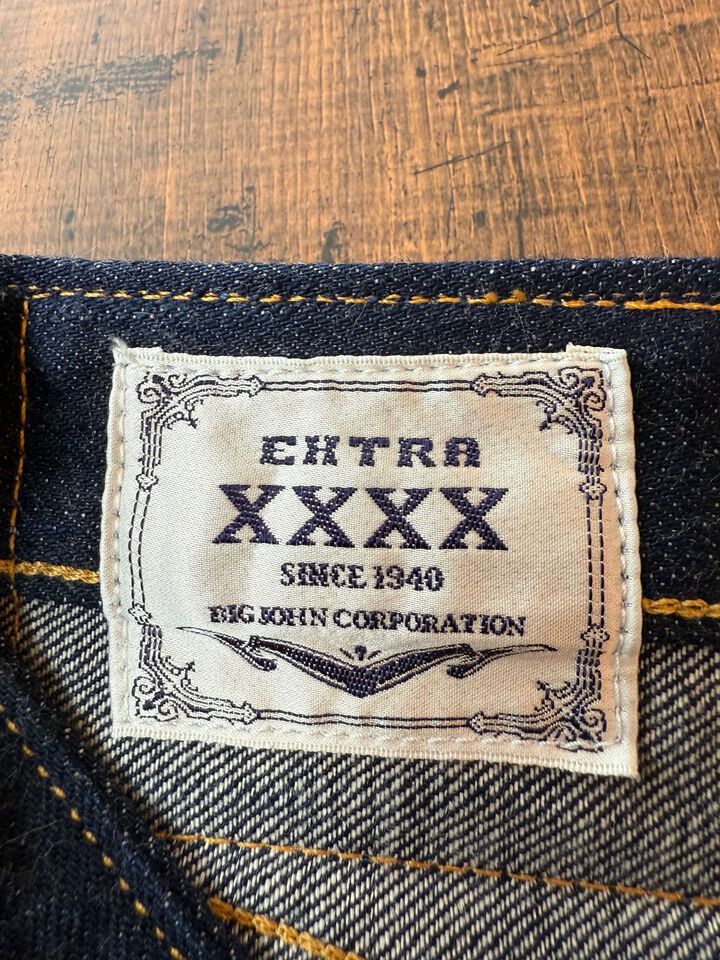 EXTRA
XXXX
SINCE 1940
BIG JOHN CORPORATION